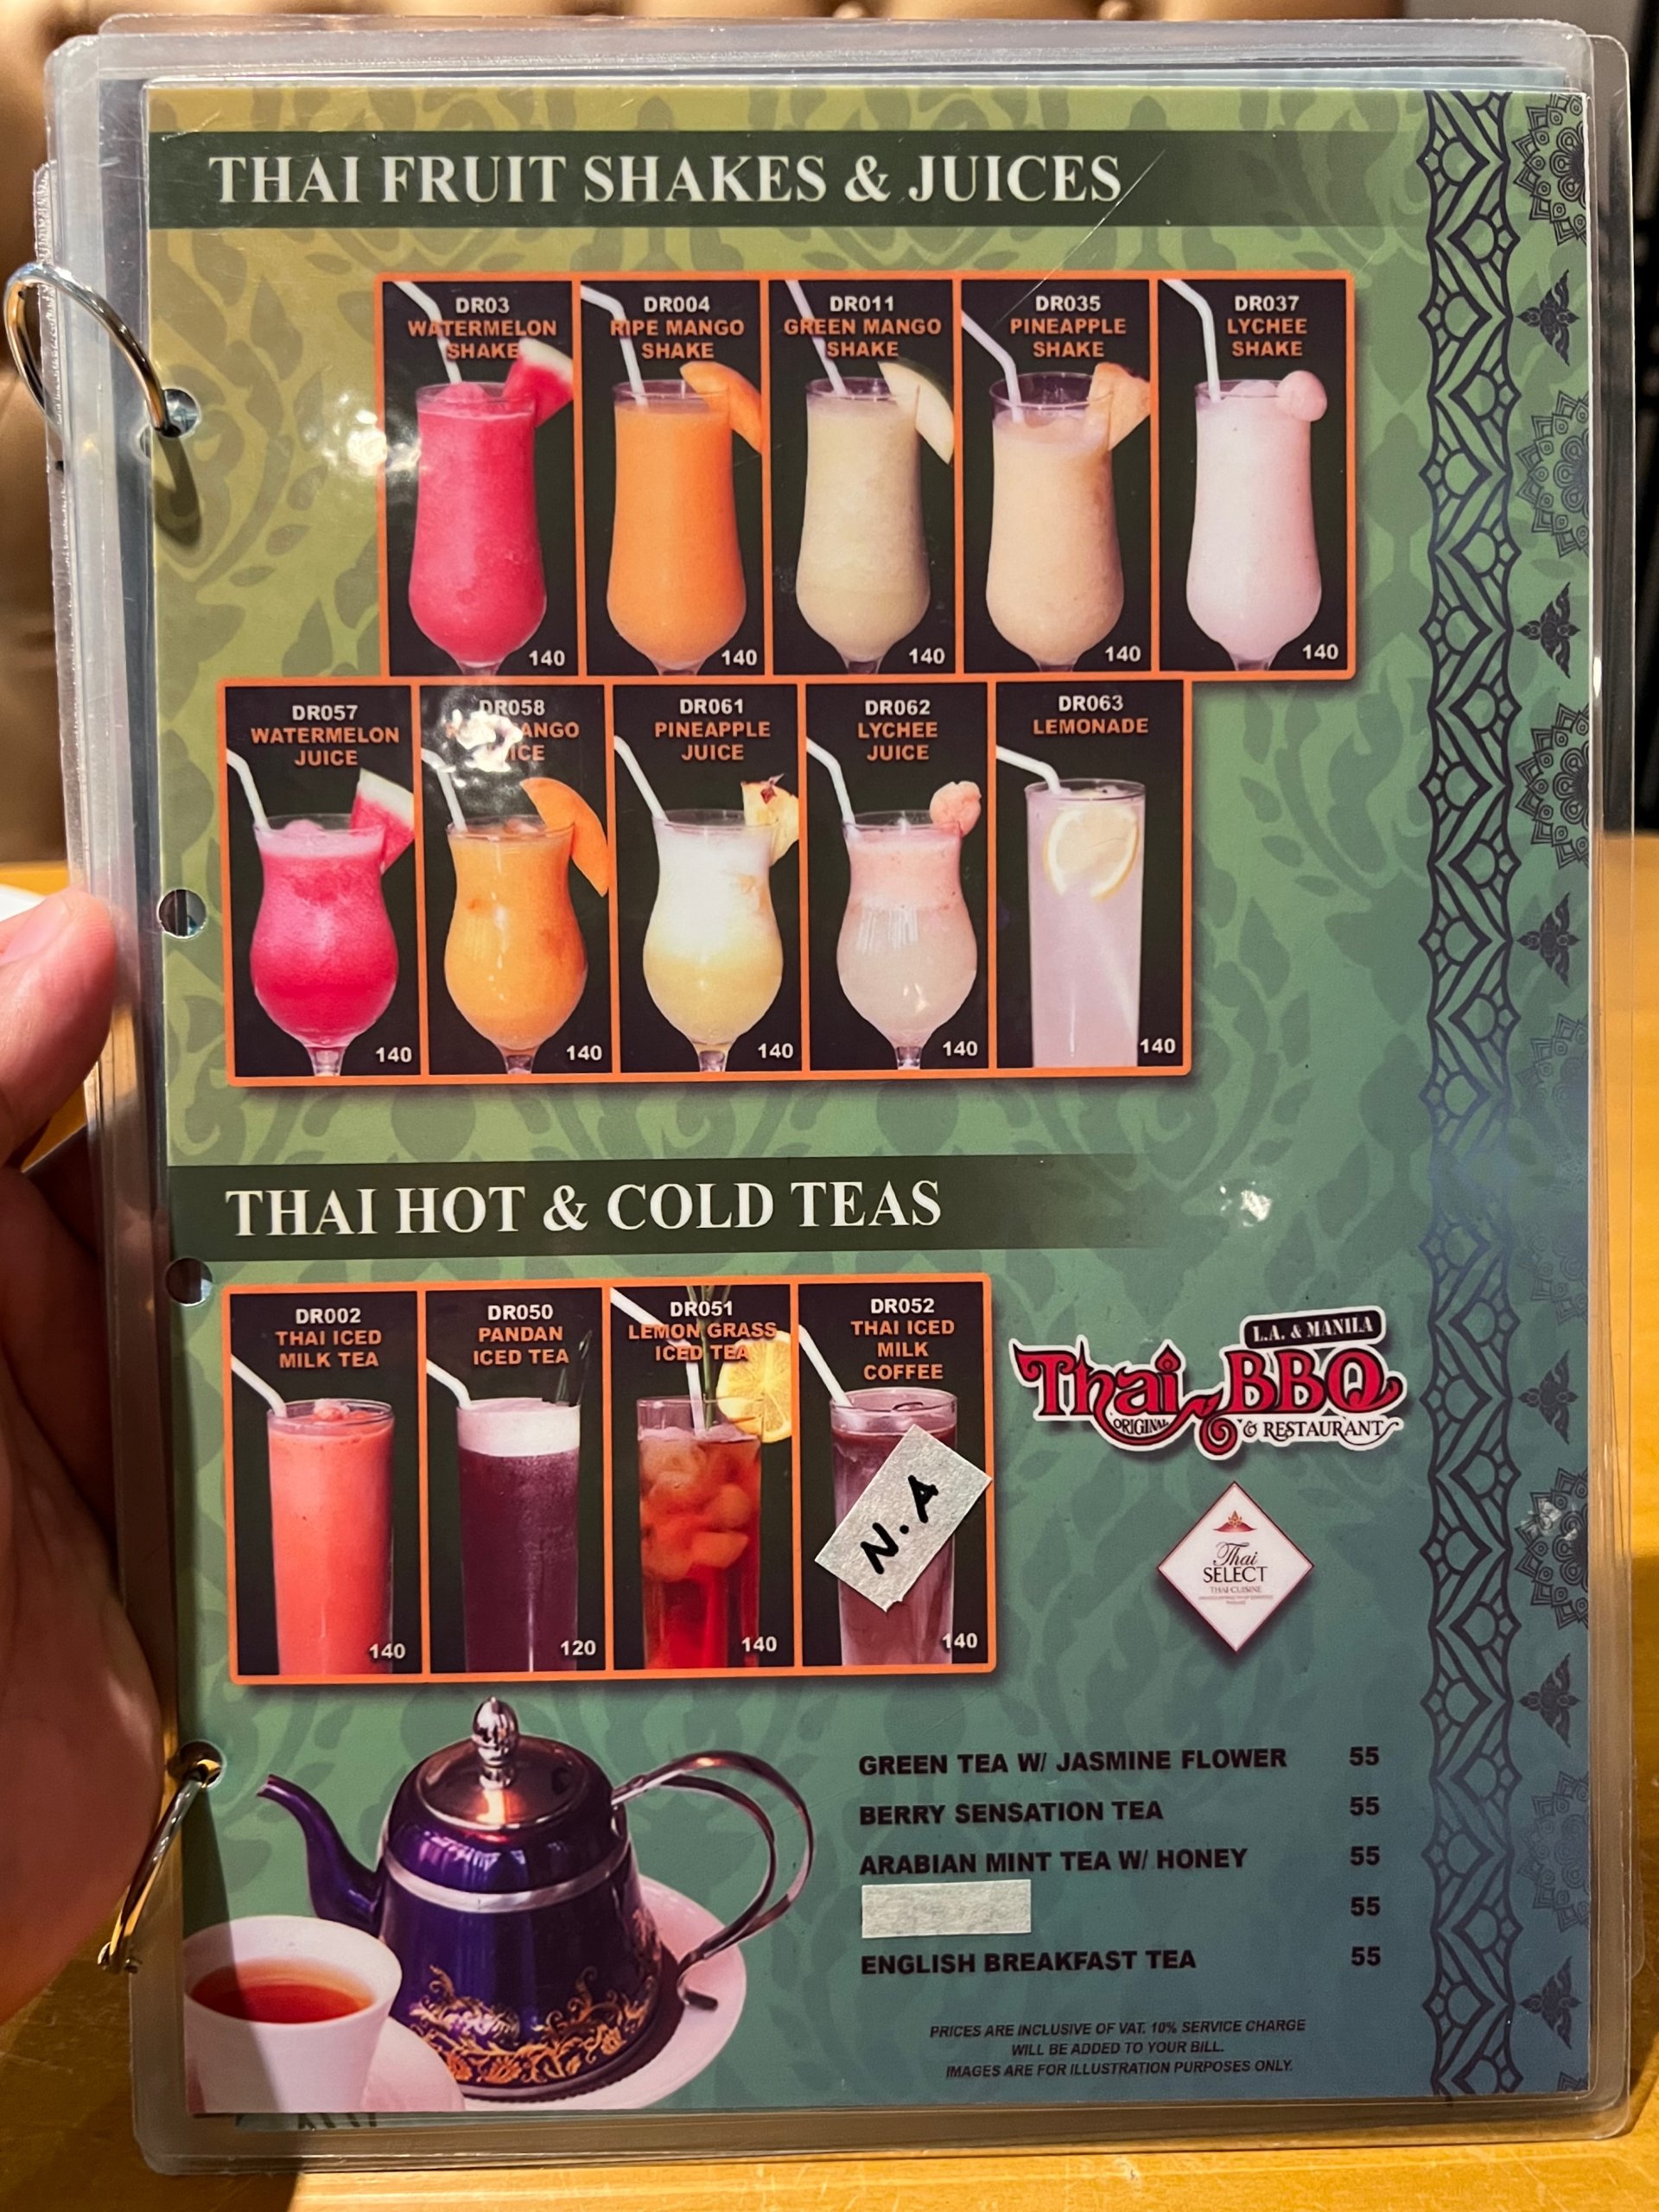 THAI FRUIT SHAKES & JUICES
DR03
WATERMELON
SHAKE
140
DR004
RIPE MANGO
SHAKE
140
DR011
GREEN MANGO
SHAKE
140
DR035
PINEAPPLE
SHAKE
140
DR037
LYCHEE
SHAKE
140
DR057
WATERMELON
JUICE
140
DR058
140
DR061
PINEAPPLE
JUICE
140
DR062
LYCHEE
JUICE
140
DR063
LEMONADE
140
THAI HOT & COLD TEAS
DR002
THAI ICED
MILK TEA
140
DR050
PANDAN
ICED TEA
120
DR051
LEMON GRASS
ICED TEA
140
DR052
THAI ICED
MILK
COFFEE
N.A
140
L.A. & MANILA
Thai BBQ
ORIGINAL & RESTAURANT
Thai
SELECT
THAI CUISINE
GREEN TEA W/ JASMINE FLOWER 55
BERRY SENSATION TEA 55
ARABIAN MINT TEA W/ HONEY 55
55
ENGLISH BREAKFAST TEA 55
PRICES ARE INCLUSIVE OF VAT. 10% SERVICE CHARGE
WILL BE ADDED TO YOUR BILL.
IMAGES ARE FOR ILLUSTRATION PURPOSES ONLY.